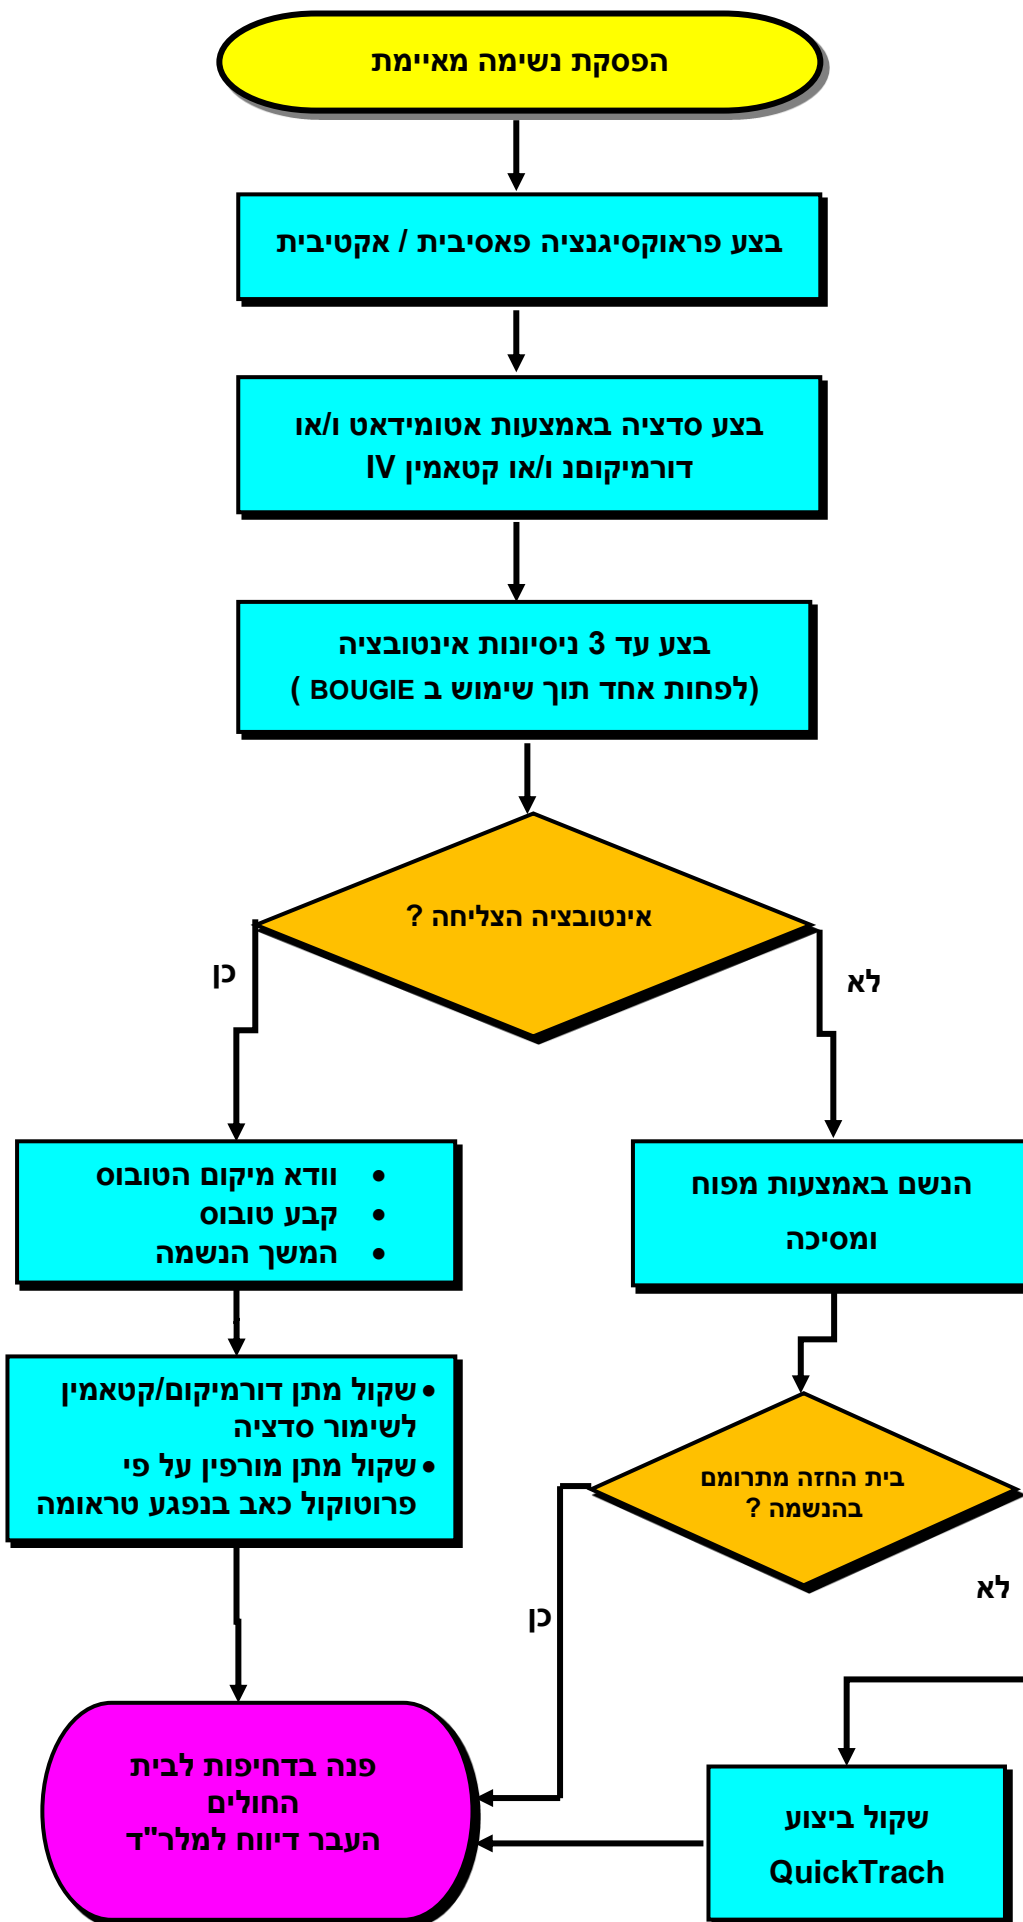 הפסקת נשימה מאיימת
בצע פראוקסיגנציה פאסיבית / אקטיבית
בצע סדציה באמצעות אטומידאט ו/או
דורמיקוםנ ו/או קטאמין IV
בצע עד 3 ניסיונות אינטובציה
(לפחות אחד תוך שימוש ב BOUGIE )
אינטובציה הצליחה ?
לא
כן
הנשם באמצעות מפוח
ומסיכה
• וודא מיקום הטובוס
• קבע טובוס
• המשך הנשמה
• שקול מתן דורמיקום/קטאמין
לשימור סדציה
• שקול מתן מורפין על פי
פרוטוקול כאב בנפגע טראומה
בית החזה מתרומם
בהנשמה ?
לא
כן
שקול ביצוע
QuickTrach
פנה בדחיפות לבית
החולים
העבר דיווח למלר"ד